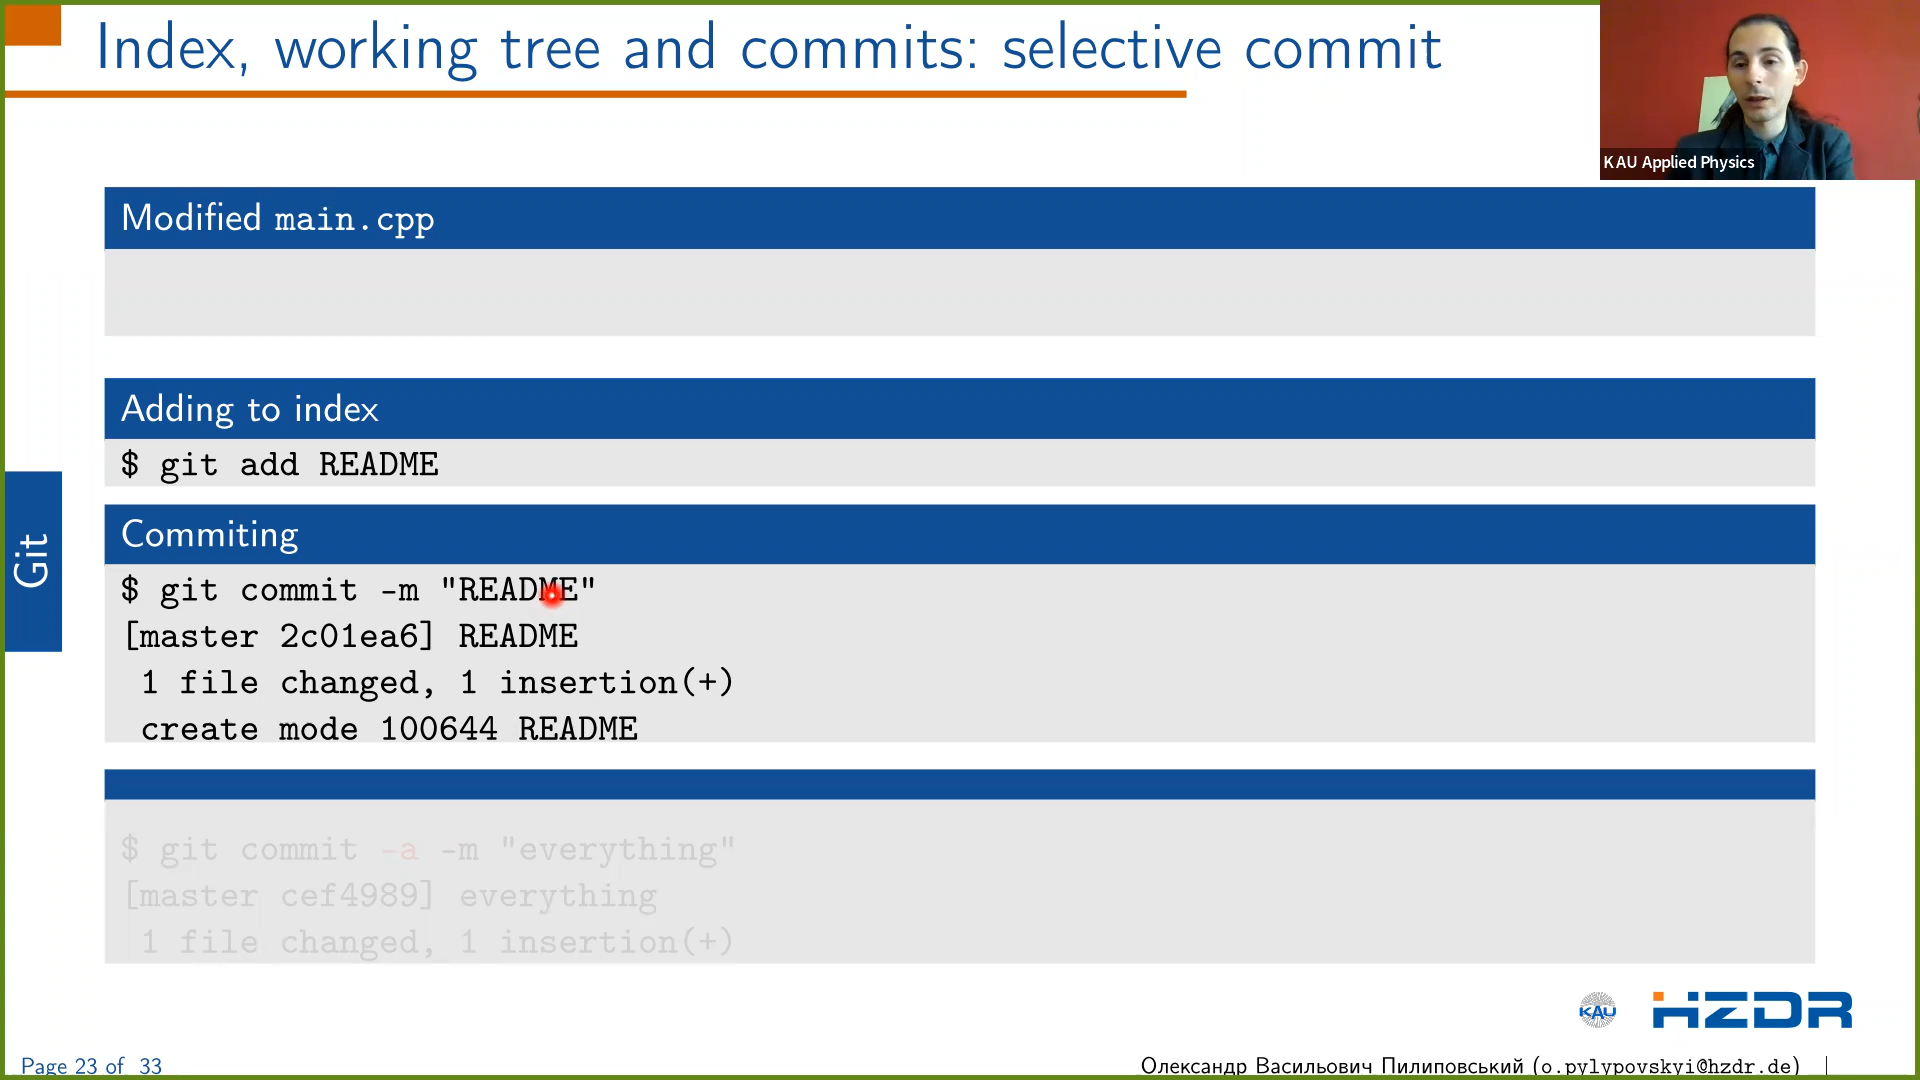 Index, working tree and commits: selective commit
KAU Applied Physics
Modified main.cpp
Adding to index
$ git add README
Commiting
$ git commit -m "README"
[master 2c01ea6] README
1 file changed, 1 insertion(+)
create mode 100644 README
$ git commit -a -m "everything"
[master cef4989] everything
1 file changed, 1 insertion(+)
Git
KAU
HZDR
Page 23 of 33
Олександр Васильович Пилиповський (o.pylypovskyi@hzdr.de)